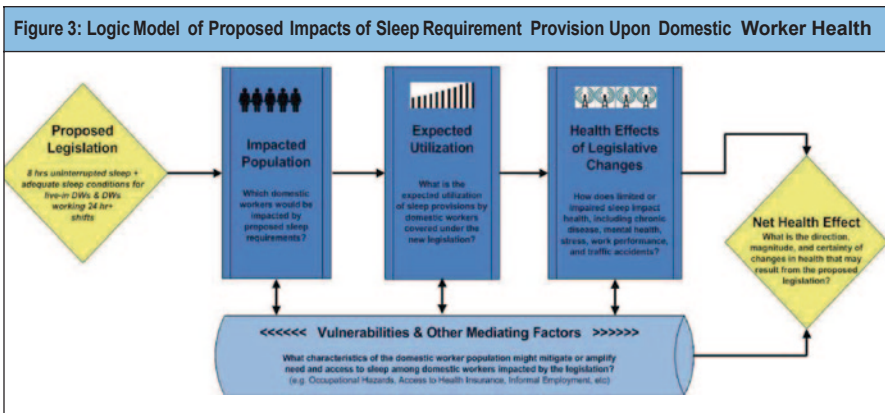 Figure 3: Logic Model of Proposed Impacts of Sleep Requirement Provision Upon Domestic Worker Health
Proposed
Legislation
8 hrs uninterrupted sleep +
adequate sleep conditions for
live-in DWs & DWs
working 24 hr+
shifts
Impacted
Population
Which domestic
workers would be
impacted by
proposed sleep
requirements?
Expected
Utilization
What is the
expected utilization
of sleep provisions by
domestic workers
covered under the
new legislation?
Health Effects
of Legislative
Changes
How does limited or
impaired sleep impact
health, including chronic
disease, mental health,
stress, work performance,
and traffic accidents?
Net Health Effect
What is the direction,
magnitude, and certainty of
changes in health that may
result from the proposed
legislation?
<<<<<< Vulnerabilities & Other Mediating Factors >>>>>>
What characteristics of the domestic worker population might mitigate or amplify
need and access to sleep among domestic workers impacted by the legislation?
(e.g. Occupational Hazards, Access to Health Insurance, Informal Employment, etc)